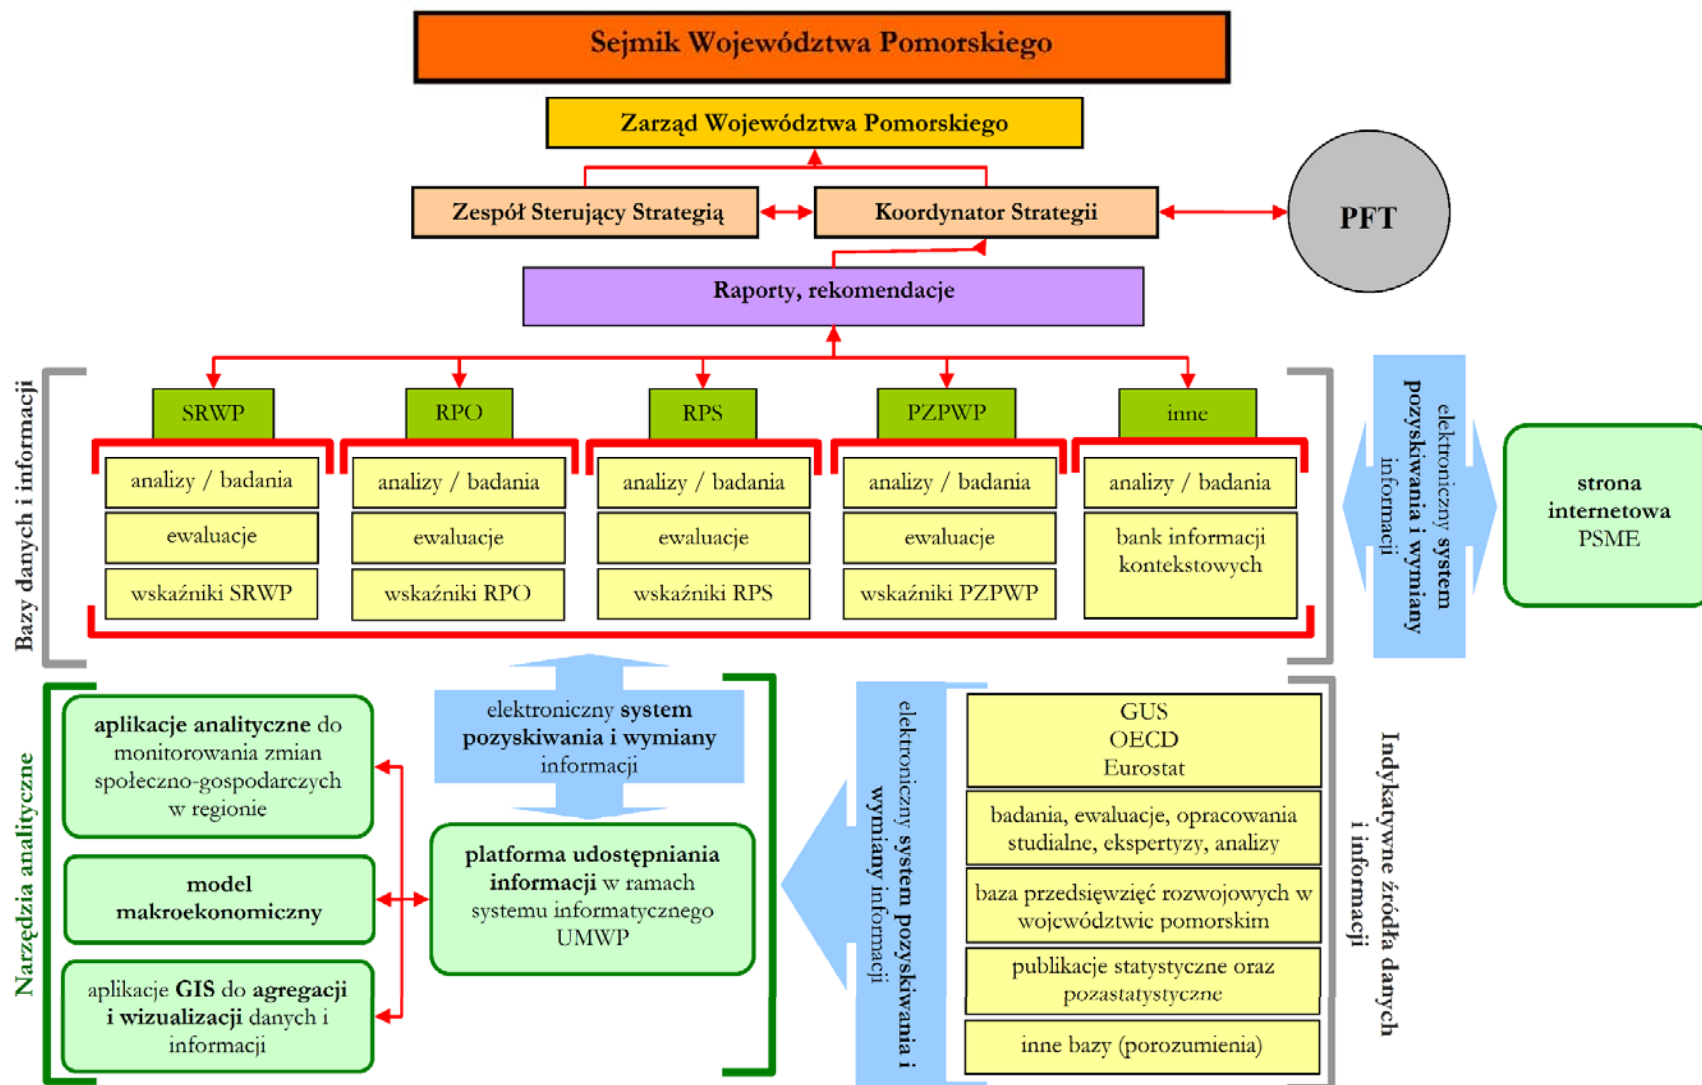 Sejmik Województwa Pomorskiego
Zarząd Województwa Pomorskiego
Zespół Sterujący Strategią
Koordynator Strategii
PFT
Raporty, rekomendacje
Bazy danych i informacji
SRWP
RPO
RPS
PZPWP
inne
analizy / badania
analizy / badania
analizy / badania
analizy / badania
analizy / badania
ewaluacje
ewaluacje
ewaluacje
ewaluacje
bank informacji
kontekstowych
wskaźniki SRWP
wskaźniki RPO
wskaźniki RPS
wskaźniki PZPWP
elektroniczny system
pozyskiwania i wymiany
informacji
strona
internetowa
PSME
Narzędzia analityczne
aplikacje analityczne do
monitorowania zmian
społeczno-gospodarczych
w regionie
model
makroekonomiczny
aplikacje GIS do agregacji
i wizualizacji danych i
informacji
elektroniczny system
pozyskiwania i wymiany
informacji
platforma udostępniania
informacji w ramach
systemu informatycznego
UMWP
elektroniczny system pozyskiwania i
wymiany informacji
GUS
OECD
Eurostat
badania, ewaluacje, opracowania
studialne, ekspertyzy, analizy
baza przedsięwzięć rozwojowych w
województwie pomorskim
publikacje statystyczne oraz
pozastatystyczne
inne bazy (porozumienia)
Indykatywne źródła danych
i informacji